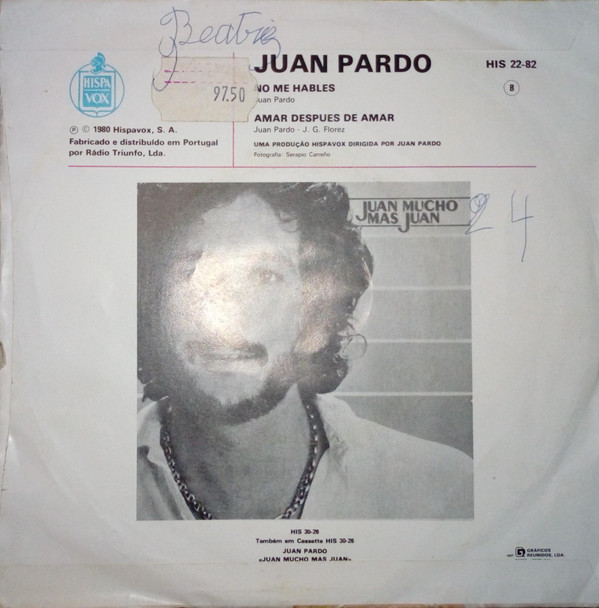 Beatriz
HISPA
VOX
97.50
JUAN PARDO
HIS 22-82
B
NO ME HABLES
Juan Pardo
AMAR DESPUES DE AMAR
Juan Pardo - J. G. Florez
UMA PRODUÇÃO HISPAVOX DIRIGIDA POR JUAN PARDO
Fotografia: Serapio Carreño
Ⓟ © 1980 Hispavox, S. A.
Fabricado e distribuído em Portugal
por Rádio Triunfo, Lda.
JUAN MUCHO
MAS JUAN
24
HIS 30-26
Também em Cassette HIS 30-26
JUAN PARDO
«JUAN MUCHO MAS JUAN»
GRÁFICOS
REUNIDOS, LDA.